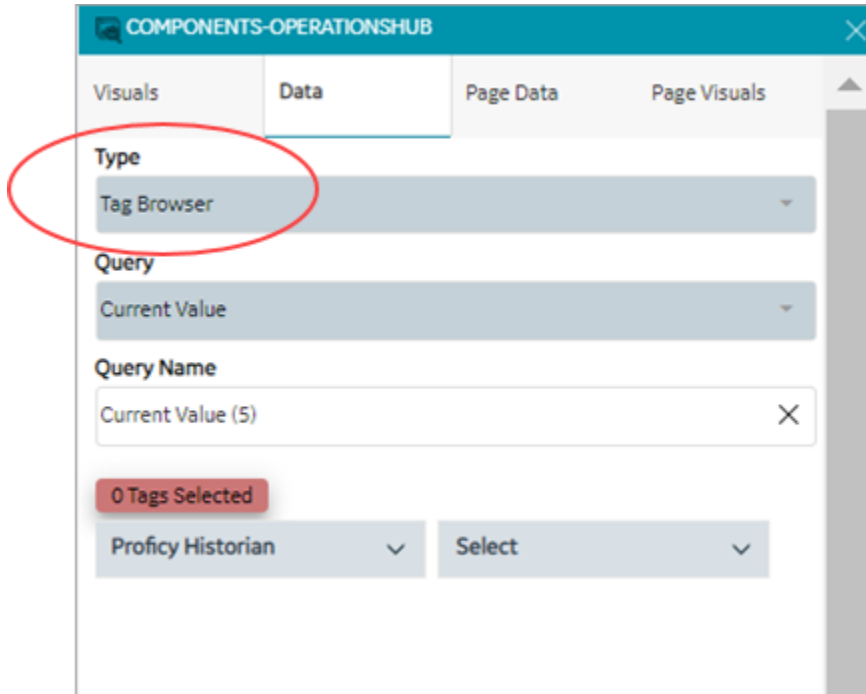 COMPONENTS-OPERATIONSHUB
Visuals Data Page Data Page Visuals
Type
Tag Browser
Query
Current Value
Query Name
Current Value (5)
0 Tags Selected
Proficy Historian Select